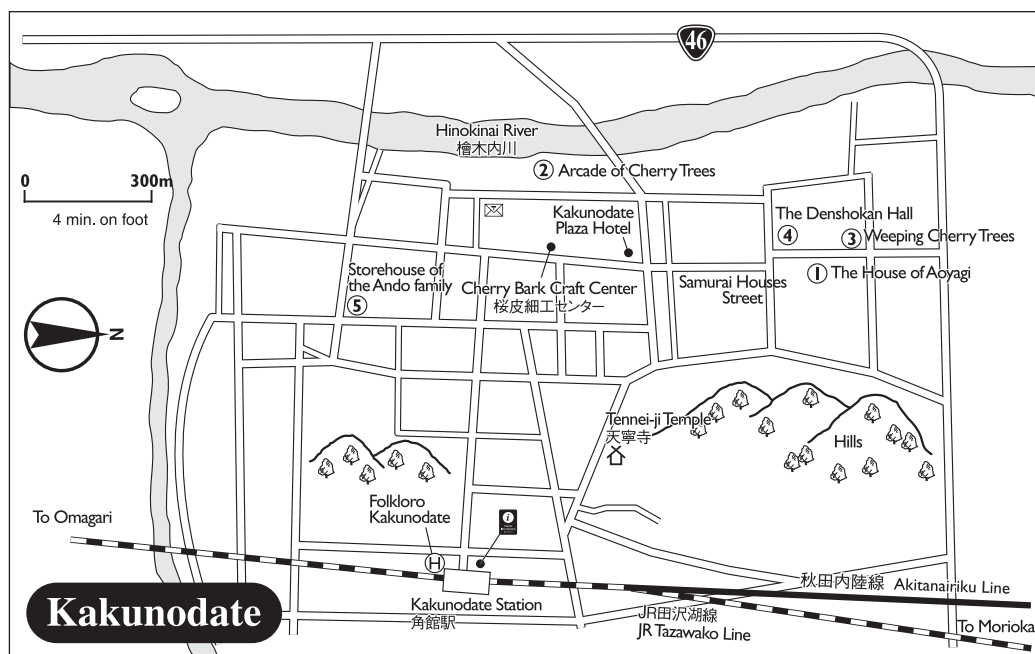 46
Hinokinai River
檜木内川
② Arcade of Cherry Trees
0 300m
4 min. on foot
Kakunodate
Plaza Hotel
The Denshokan Hall
④
③ Weeping Cherry Trees
① The House of Aoyagi
Storehouse of
the Ando family
⑤
Cherry Bark Craft Center
桜皮細工センター
Samurai Houses
Street
N
Tennei-ji Temple
天寧寺
Hills
Folkloro
Kakunodate
i
H
To Omagari
Kakunodate Station
角館駅
秋田内陸線 Akitanairiku Line
JR田沢湖線
JR Tazawako Line
To Morioka
Kakunodate